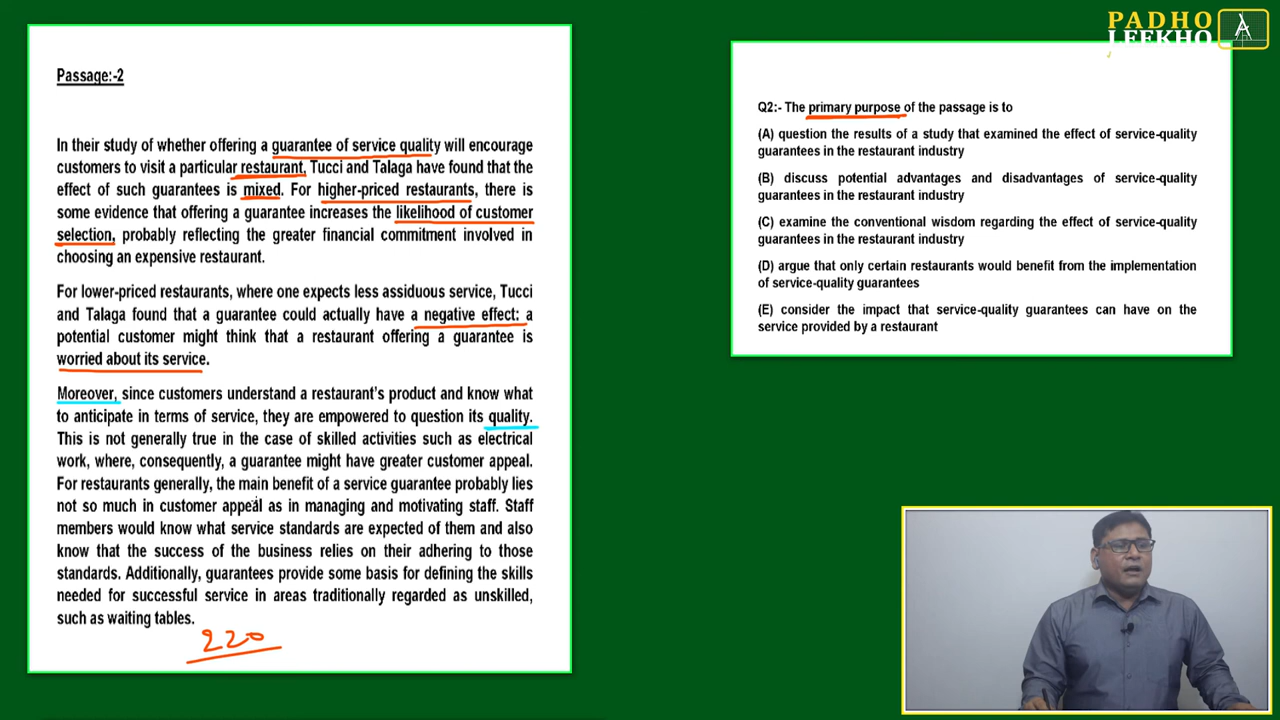 PADHO
LEEKHO
Passage:-2
In their study of whether offering a guarantee of service quality will encourage
customers to visit a particular restaurant, Tucci and Talaga have found that the
effect of such guarantees is mixed. For higher-priced restaurants, there is
some evidence that offering a guarantee increases the likelihood of customer
selection, probably reflecting the greater financial commitment involved in
choosing an expensive restaurant.
For lower-priced restaurants, where one expects less assiduous service, Tucci
and Talaga found that a guarantee could actually have a negative effect: a
potential customer might think that a restaurant offering a guarantee is
worried about its service.
Moreover, since customers understand a restaurant's product and know what
to anticipate in terms of service, they are empowered to question its quality.
This is not generally true in the case of skilled activities such as electrical
work, where, consequently, a guarantee might have greater customer appeal.
For restaurants generally, the main benefit of a service guarantee probably lies
not so much in customer appeal as in managing and motivating staff. Staff
members would know what service standards are expected of them and also
know that the success of the business relies on their adhering to those
standards. Additionally, guarantees provide some basis for defining the skills
needed for successful service in areas traditionally regarded as unskilled,
such as waiting tables.
220
Q2:- The primary purpose of the passage is to
(A) question the results of a study that examined the effect of service-quality
guarantees in the restaurant industry
(B) discuss potential advantages and disadvantages of service-quality
guarantees in the restaurant industry
(C) examine the conventional wisdom regarding the effect of service-quality
guarantees in the restaurant industry
(D) argue that only certain restaurants would benefit from the implementation
of service-quality guarantees
(E) consider the impact that service-quality guarantees can have on the
service provided by a restaurant